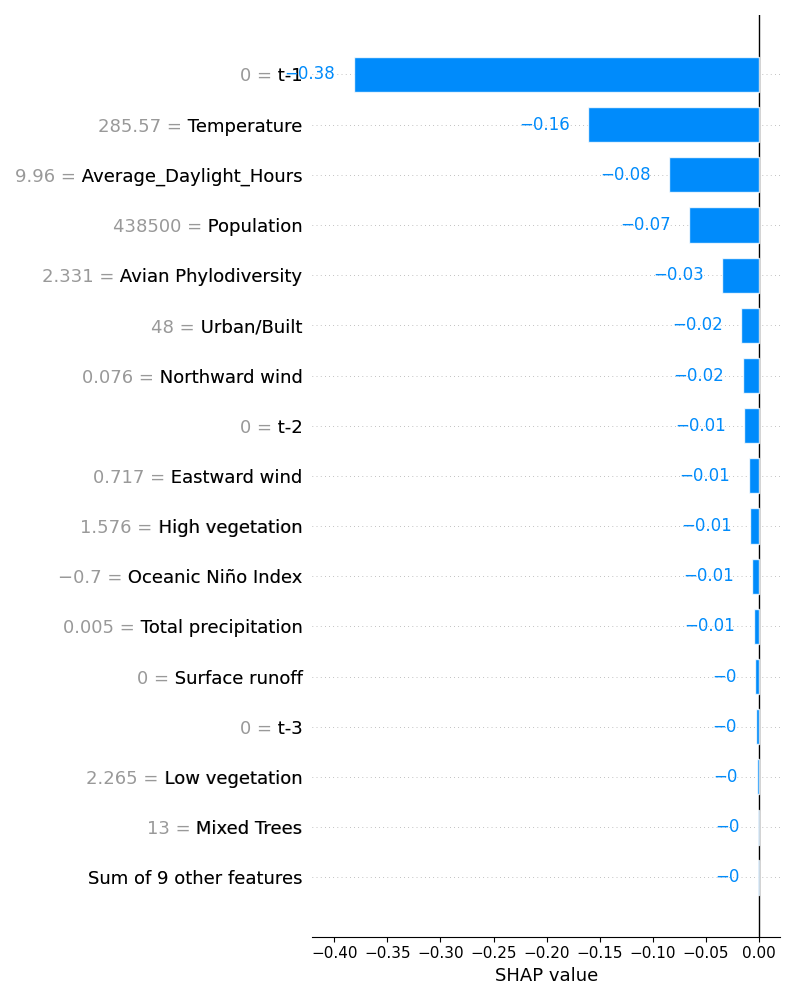 0 = t-1 −0.38
285.57 = Temperature −0.16
9.96 = Average_Daylight_Hours −0.08
438500 = Population −0.07
2.331 = Avian Phylodiversity −0.03
48 = Urban/Built −0.02
0.076 = Northward wind −0.02
0 = t-2 −0.01
0.717 = Eastward wind −0.01
1.576 = High vegetation −0.01
−0.7 = Oceanic Niño Index −0.01
0.005 = Total precipitation −0.01
0 = Surface runoff −0
0 = t-3 −0
2.265 = Low vegetation −0
13 = Mixed Trees −0
Sum of 9 other features −0
−0.40 −0.35 −0.30 −0.25 −0.20 −0.15 −0.10 −0.05 0.00
SHAP value